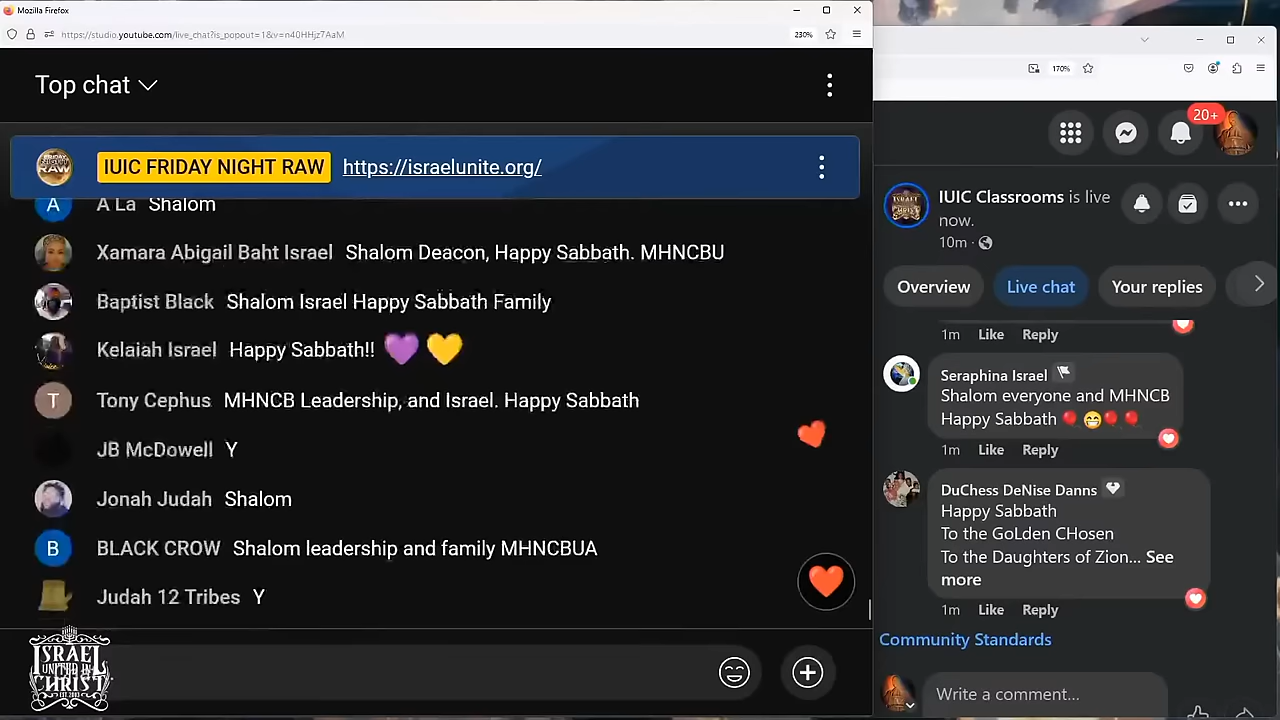 Mozilla Firefox
https://studio.youtube.com/live_chat?is_popout=1&v=n40HHjz7AaM
230%
Top chat
IUIC FRIDAY NIGHT RAW https://israelunite.org/
A A La Shalom
Xamara Abigail Baht Israel Shalom Deacon, Happy Sabbath. MHNCBU
Baptist Black Shalom Israel Happy Sabbath Family
Kelaiah Israel Happy Sabbath!! 💜 💛
T Tony Cephus MHNCB Leadership, and Israel. Happy Sabbath
JB McDowell Y
Jonah Judah Shalom
B BLACK CROW Shalom leadership and family MHNCBUA
Judah 12 Tribes Y
ISRAEL
UNITED IN
CHRIST
EST. 2003
170%
20+
IUIC Classrooms is live
now.
10m
Overview Live chat Your replies
1m Like Reply
Seraphina Israel
Shalom everyone and MHNCB
Happy Sabbath 🎈😁🎈🎈
1m Like Reply
DuChess DeNise Danns
Happy Sabbath
To the GoLden CHosen
To the Daughters of Zion... See
more
1m Like Reply
Community Standards
Write a comment...